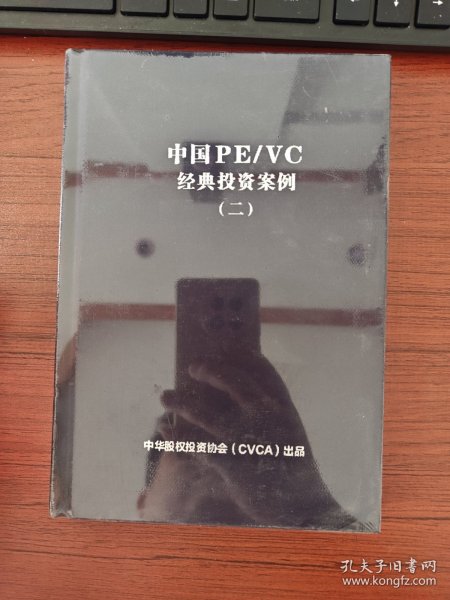 中国PE/VC
经典投资案例
(二)
中华股权投资协会(CVCA)出品
孔夫子旧书网
www.kongfz.com